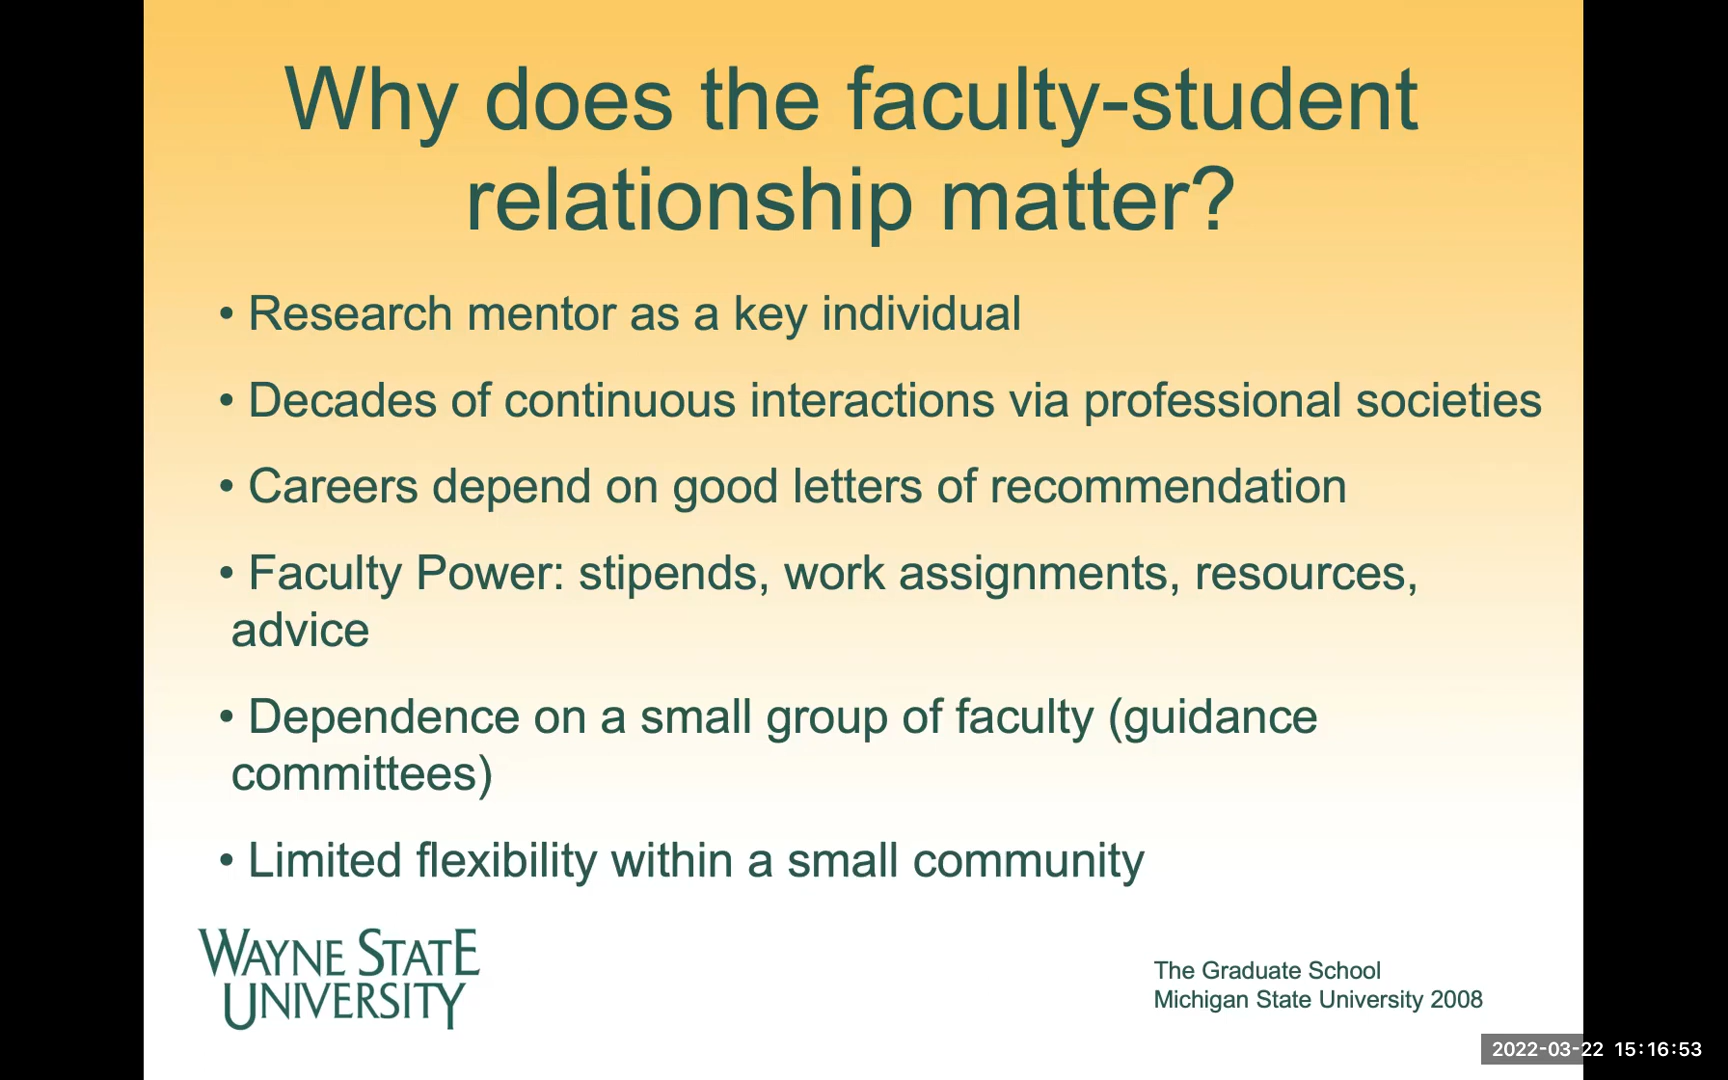 Why does the faculty-student
relationship matter?
• Research mentor as a key individual
• Decades of continuous interactions via professional societies
• Careers depend on good letters of recommendation
• Faculty Power: stipends, work assignments, resources,
advice
• Dependence on a small group of faculty (guidance
committees)
• Limited flexibility within a small community
WAYNE STATE
UNIVERSITY
The Graduate School
Michigan State University 2008
2022-03-22 15:16:53